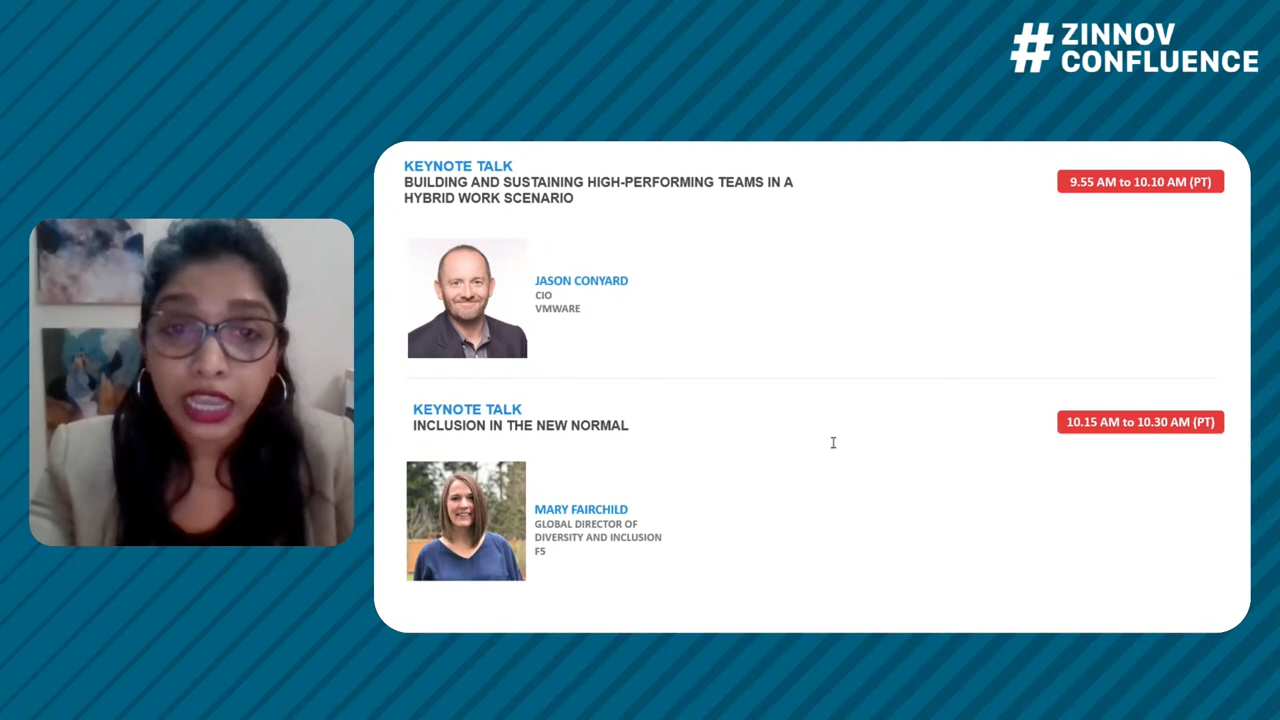 # ZINNOV
CONFLUENCE
KEYNOTE TALK
BUILDING AND SUSTAINING HIGH-PERFORMING TEAMS IN A
HYBRID WORK SCENARIO
9.55 AM to 10.10 AM (PT)
JASON CONYARD
CIO
VMWARE
KEYNOTE TALK
INCLUSION IN THE NEW NORMAL
10.15 AM to 10.30 AM (PT)
MARY FAIRCHILD
GLOBAL DIRECTOR OF
DIVERSITY AND INCLUSION
F5